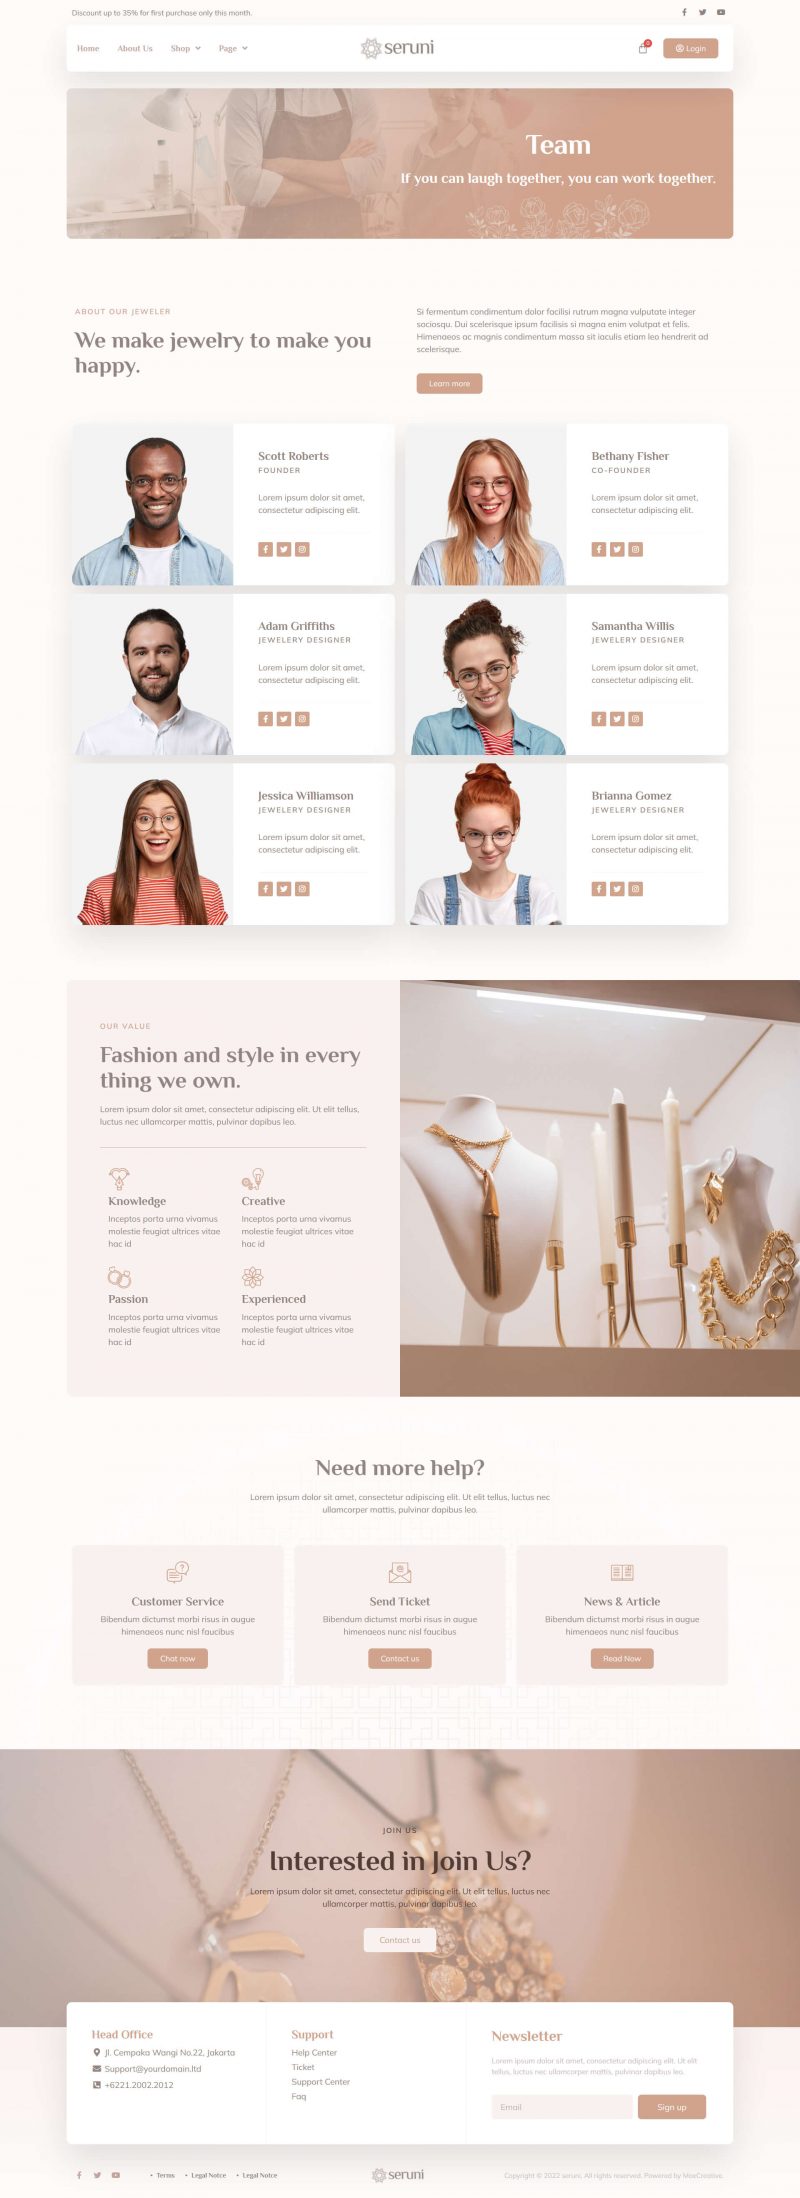 Discount up to 35% for first purchase only this month.
Home About Us Shop Page
seruni
0
Login
Team
If you can laugh together, you can work together.
ABOUT OUR JEWELER
We make jewelry to make you
happy.
Si fermentum condimentum dolor facilisi rutrum magna vulputate integer
sociosqu. Dui scelerisque ipsum facilisis si magna enim volutpat et felis.
Himenaeos ac magnis condimentum massa sit iaculis etiam leo hendrerit ad
scelerisque.
Learn more
Scott Roberts
FOUNDER
Lorem ipsum dolor sit amet,
consectetur adipiscing elit.
Bethany Fisher
CO-FOUNDER
Lorem ipsum dolor sit amet,
consectetur adipiscing elit.
Adam Griffiths
JEWELERY DESIGNER
Lorem ipsum dolor sit amet,
consectetur adipiscing elit.
Samantha Willis
JEWELERY DESIGNER
Lorem ipsum dolor sit amet,
consectetur adipiscing elit.
Jessica Williamson
JEWELERY DESIGNER
Lorem ipsum dolor sit amet,
consectetur adipiscing elit.
Brianna Gomez
JEWELERY DESIGNER
Lorem ipsum dolor sit amet,
consectetur adipiscing elit.
OUR VALUE
Fashion and style in every
thing we own.
Lorem ipsum dolor sit amet, consectetur adipiscing elit. Ut elit tellus,
luctus nec ullamcorper mattis, pulvinar dapibus leo.
Knowledge
Inceptos porta urna vivamus
molestie feugiat ultrices vitae
hac id
Creative
Inceptos porta urna vivamus
molestie feugiat ultrices vitae
hac id
Passion
Inceptos porta urna vivamus
molestie feugiat ultrices vitae
hac id
Experienced
Inceptos porta urna vivamus
molestie feugiat ultrices vitae
hac id
Need more help?
Lorem ipsum dolor sit amet, consectetur adipiscing elit. Ut elit tellus, luctus nec
ullamcorper mattis, pulvinar dapibus leo.
Customer Service
Bibendum dictumst morbi risus in augue
himenaeos nunc nisl faucibus
Chat now
Send Ticket
Bibendum dictumst morbi risus in augue
himenaeos nunc nisl faucibus
Contact us
News & Article
Bibendum dictumst morbi risus in augue
himenaeos nunc nisl faucibus
Read Now
JOIN US
Interested in Join Us?
Lorem ipsum dolor sit amet, consectetur adipiscing elit. Ut elit tellus, luctus nec
ullamcorper mattis, pulvinar dapibus leo.
Contact us
Head Office
Jl. Cempaka Wangi No.22, Jakarta
Support@yourdomain.ltd
+6221.2002.2012
Support
Help Center
Ticket
Support Center
Faq
Newsletter
Lorem ipsum dolor sit amet, consectetur adipiscing elit. Ut elit
tellus, luctus nec ullamcorper mattis, pulvinar dapibus leo.
Email
Sign up
• Terms • Legal Notce • Legal Notce
seruni
Copyright © 2022 seruni, All rights reserved. Powered by MaxCreative.